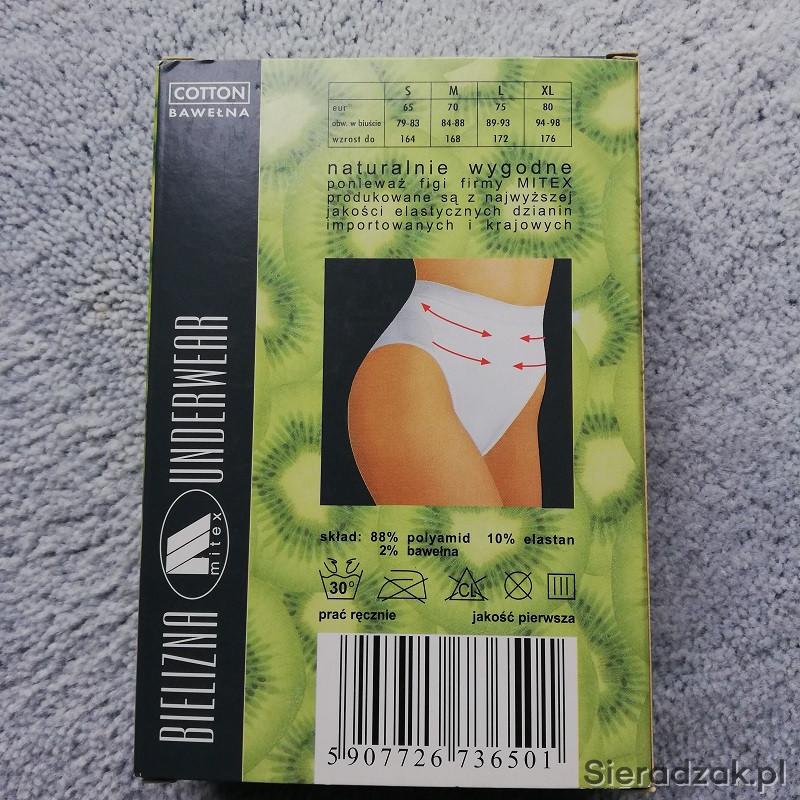 COTTON
BAWEŁNA
S M L XL
eur 65 70 75 80
obw. w biuście 79-83 84-88 89-93 94-98
wzrost do 164 168 172 176
naturalnie wygodne
ponieważ figi firmy MITEX
produkowane są z najwyższej
jakości elastycznych dzianin
importowanych i krajowych
BIELIZNA mitex UNDERWEAR
skład: 88% polyamid 10% elastan
2% bawełna
30° CL
prać ręcznie jakość pierwsza
5 907726 736501
Sieradzak.pl